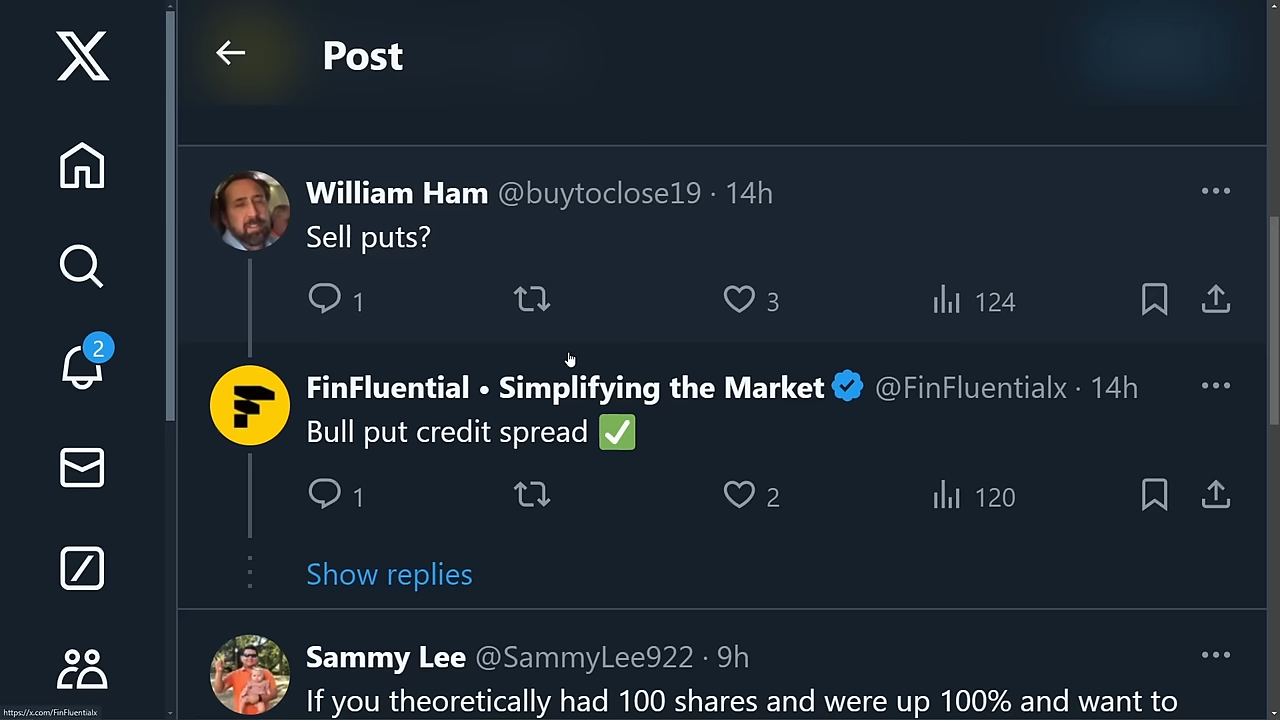 Post
William Ham @buytoclose19 · 14h
Sell puts?
1 3 124
2
FinFluential • Simplifying the Market @FinFluentialx · 14h
Bull put credit spread ✅
1 2 120
Show replies
Sammy Lee @SammyLee922 · 9h
If you theoretically had 100 shares and were up 100% and want to
https://x.com/FinFluentialx